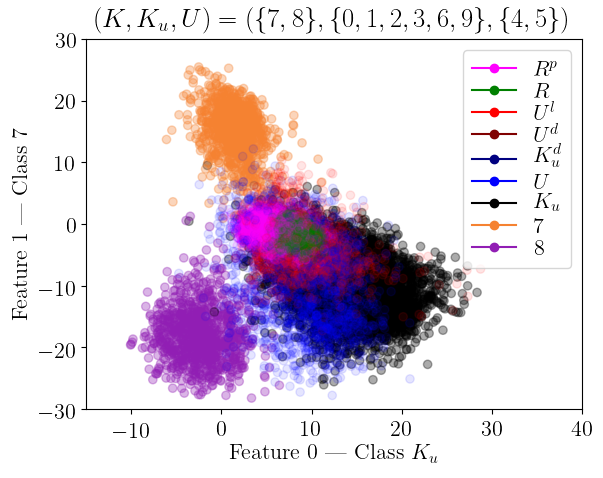 (K, K_u, U) = ({7, 8}, {0, 1, 2, 3, 6, 9}, {4, 5})
30
20
10
0
−10
−20
−30
Feature 1 — Class 7
R^p
R
U^l
U^d
K_u^d
U
K_u
7
8
−10 0 10 20 30 40
Feature 0 — Class K_u